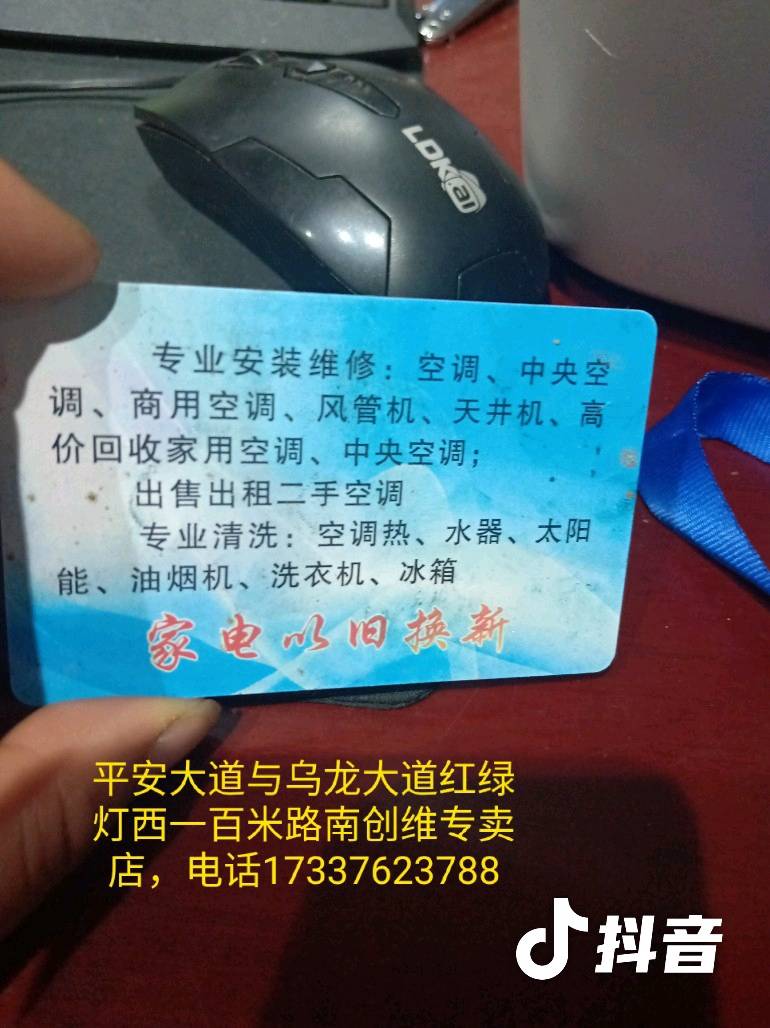 LDKai
专业安装维修：空调、中央空
调、商用空调、风管机、天井机、高
价回收家用空调、中央空调；
出售出租二手空调
专业清洗：空调热、水器、太阳
能、油烟机、洗衣机、冰箱
家电以旧换新
平安大道与乌龙大道红绿
灯西一百米路南创维专卖
店，电话17337623788
抖音